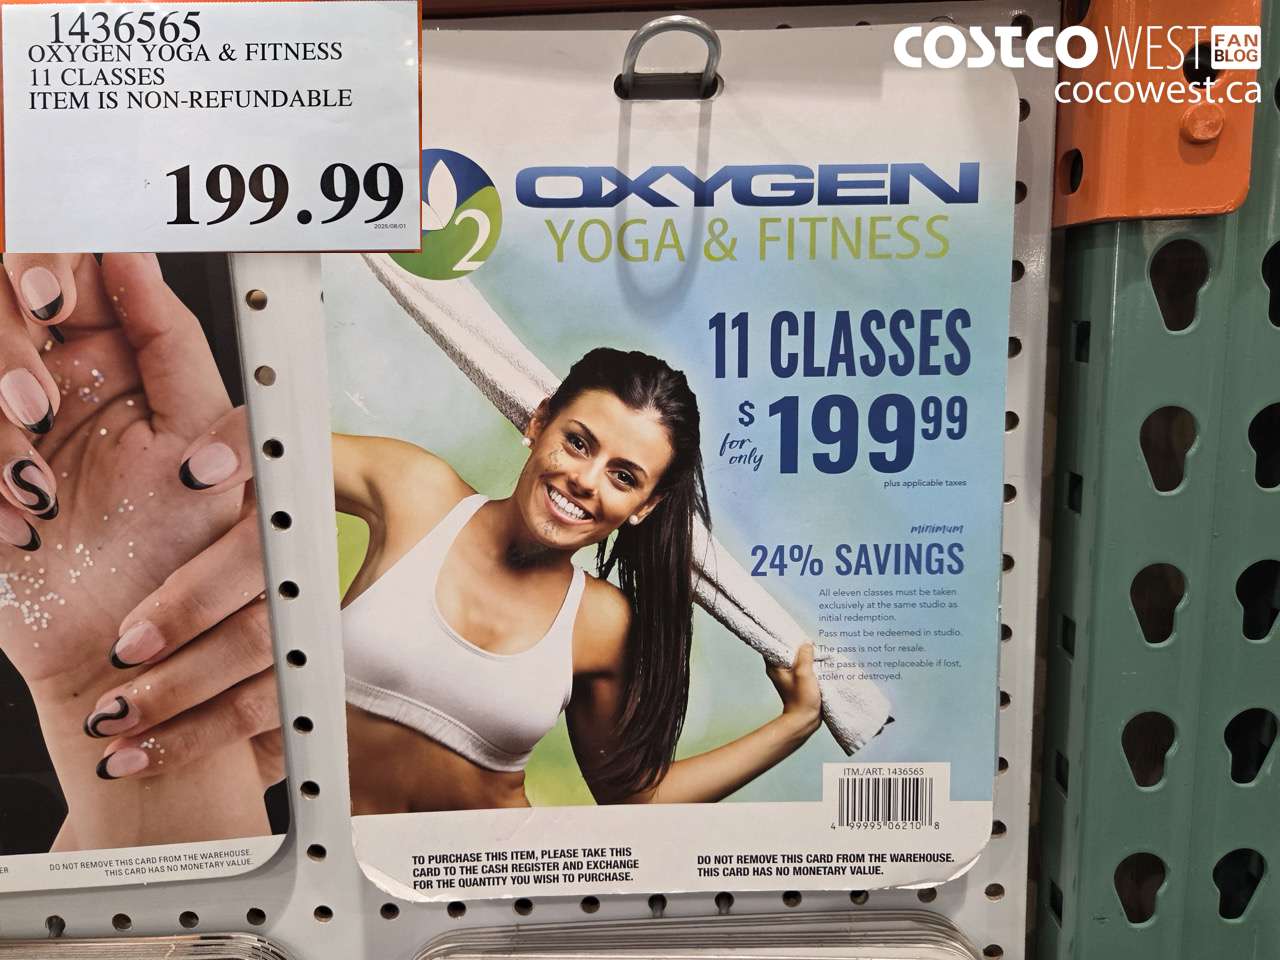 1436565
OXYGEN YOGA & FITNESS
11 CLASSES
ITEM IS NON-REFUNDABLE
199.99
COSTCO WEST FAN BLOG
cocowest.ca
O2
OXYGEN
YOGA & FITNESS
11 CLASSES
for only $199 99
plus applicable taxes
minimum
24% SAVINGS
All eleven classes must be taken
exclusively at the same studio as
initial redemption.
Pass must be redeemed in studio.
The pass is not for resale.
The pass is not replaceable if lost,
stolen or destroyed.
ITM./ART. 1436565
4 99995 06210 8
TO PURCHASE THIS ITEM, PLEASE TAKE THIS
CARD TO THE CASH REGISTER AND EXCHANGE
FOR THE QUANTITY YOU WISH TO PURCHASE.
DO NOT REMOVE THIS CARD FROM THE WAREHOUSE.
THIS CARD HAS NO MONETARY VALUE.
DO NOT REMOVE THIS CARD FROM THE WAREHOUSE.
THIS CARD HAS NO MONETARY VALUE.